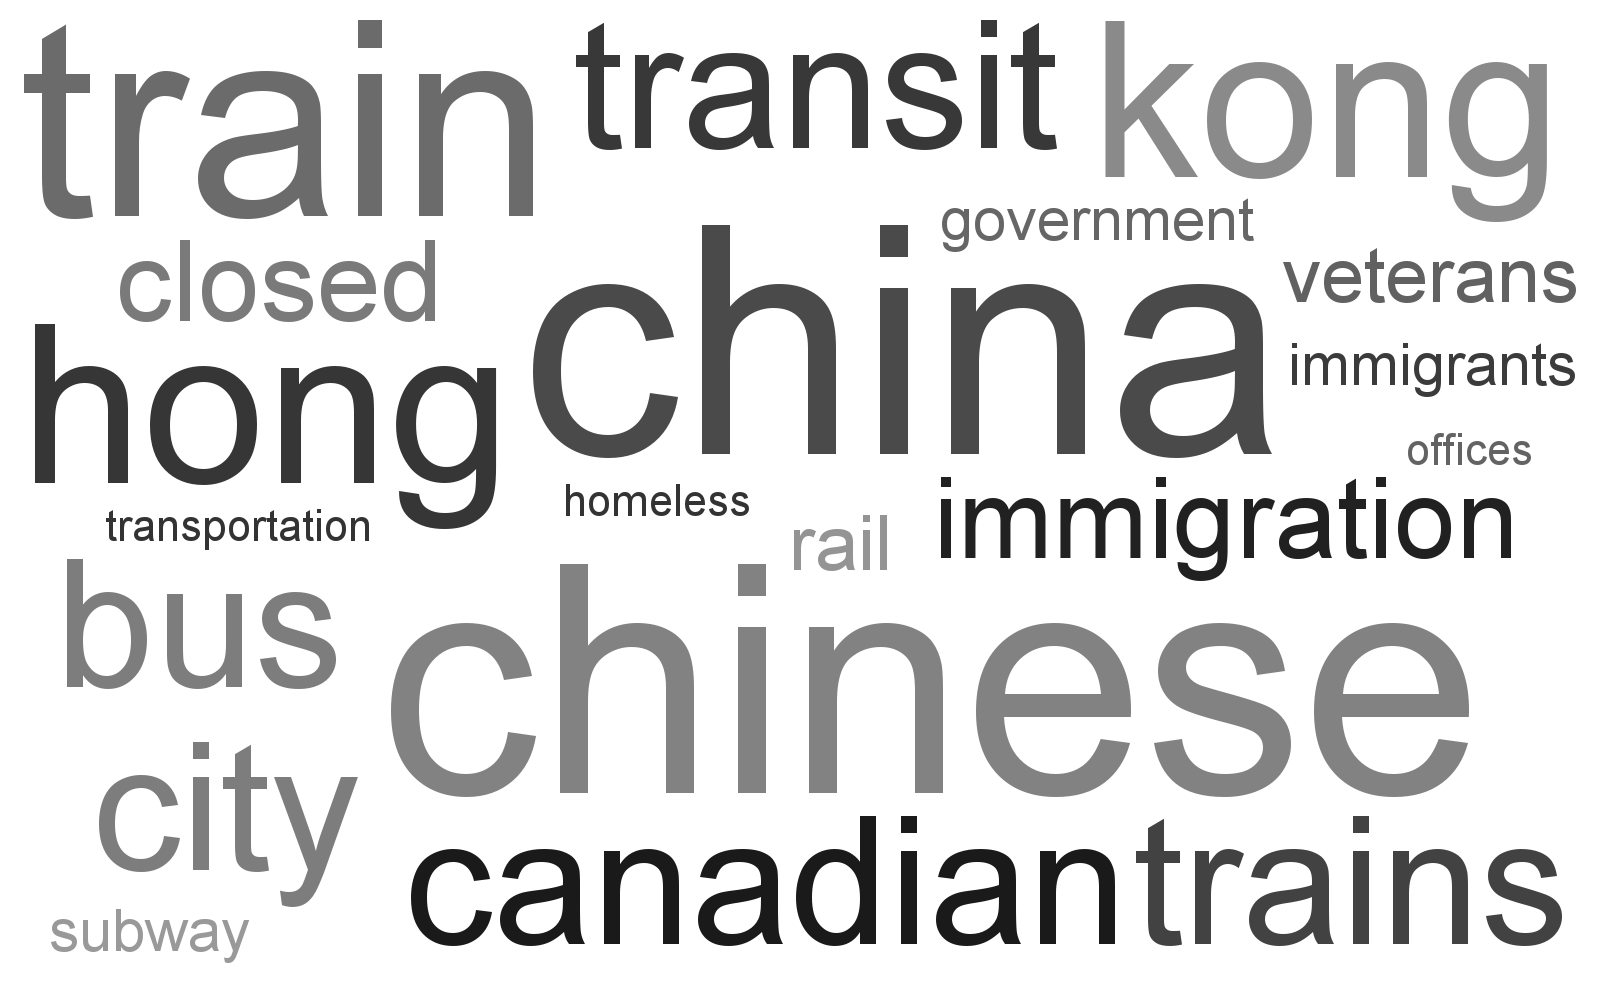 train
transit
kong
government
closed
china
veterans
hong
immigrants
offices
homeless
immigration
transportation
rail
bus
chinese
city
canadian
trains
subway